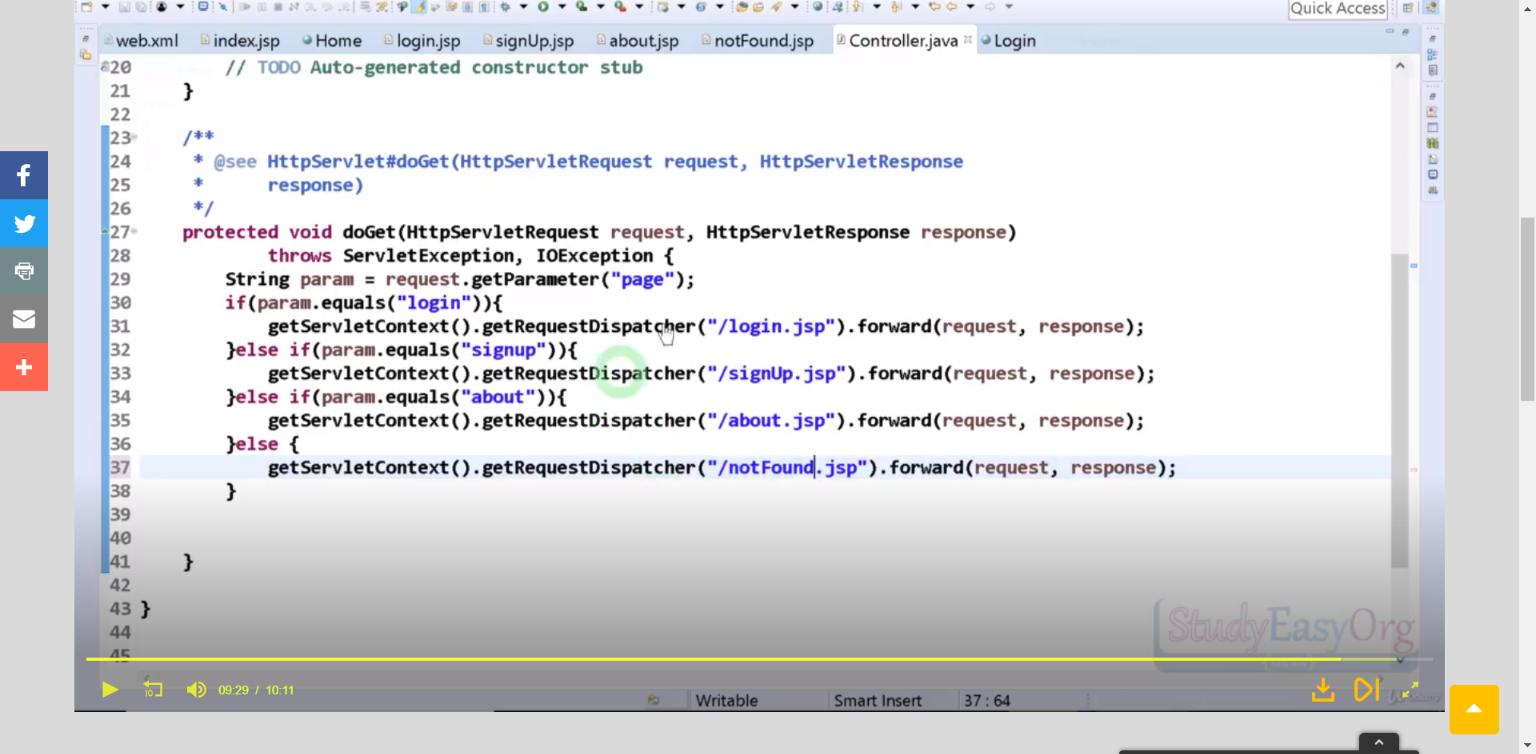 Quick Access
web.xml index.jsp Home login.jsp signUp.jsp about.jsp notFound.jsp Controller.java Login
20 // TODO Auto-generated constructor stub
21 }
22
23 /**
24 * @see HttpServlet#doGet(HttpServletRequest request, HttpServletResponse
25 * response)
26 */
27 protected void doGet(HttpServletRequest request, HttpServletResponse response)
28 throws ServletException, IOException {
29 String param = request.getParameter("page");
30 if(param.equals("login")){
31 getServletContext().getRequestDispatcher("/login.jsp").forward(request, response);
32 }else if(param.equals("signup")){
33 getServletContext().getRequestDispatcher("/signUp.jsp").forward(request, response);
34 }else if(param.equals("about")){
35 getServletContext().getRequestDispatcher("/about.jsp").forward(request, response);
36 }else {
37 getServletContext().getRequestDispatcher("/notFound.jsp").forward(request, response);
38 }
39
40
41 }
42
43 }
44
45
StudyEasyOrg
10
09:29 / 10:11
Writable Smart Insert 37 : 64